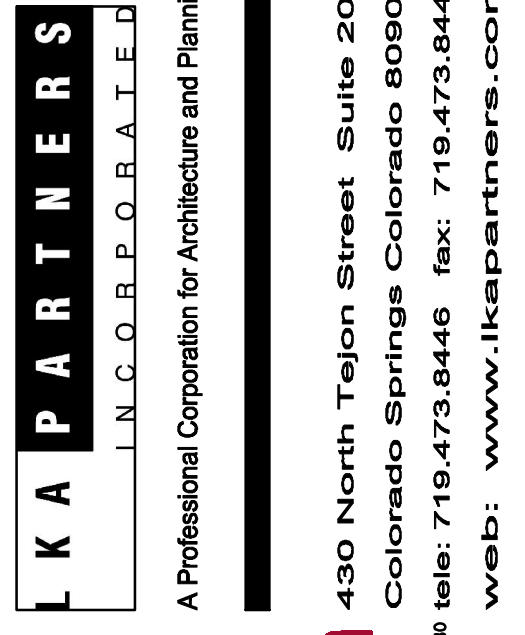 LKA PARTNERS
INCORPORATED
A Professional Corporation for Architecture and Planni
430 North Tejon Street Suite 20
Colorado Springs Colorado 8090
tele: 719.473.8446 fax: 719.473.844
web: www.lkapartners.com